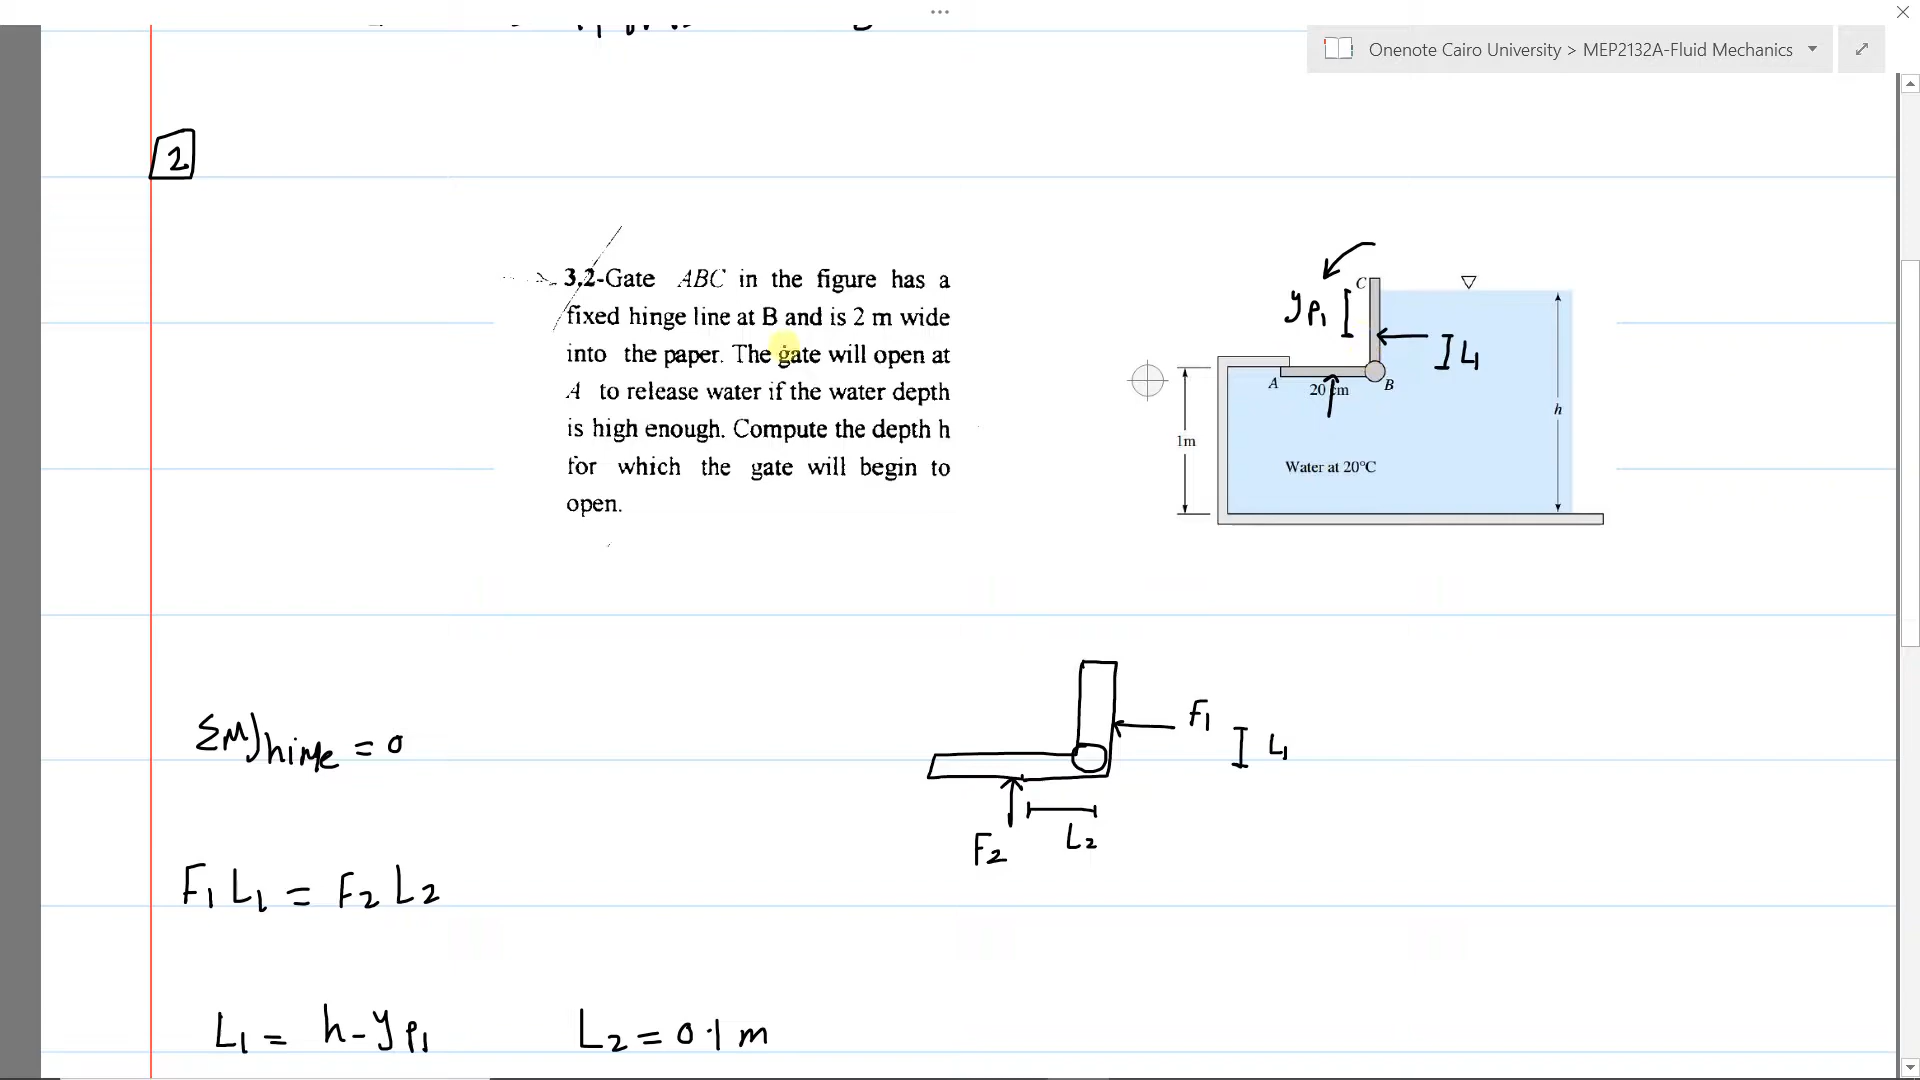 Onenote Cairo University > MEP2132A-Fluid Mechanics
2
3.2-Gate ABC in the figure has a
fixed hinge line at B and is 2 m wide
into the paper. The gate will open at
A to release water if the water depth
is high enough. Compute the depth h
for which the gate will begin to
open.
C
yP1
L1
A
20 cm
B
h
1m
Water at 20°C
ΣM)hinge = 0
F1
L1
F2
L2
F1 L1 = F2 L2
L1 = h - yP1
L2 = 0.1 m